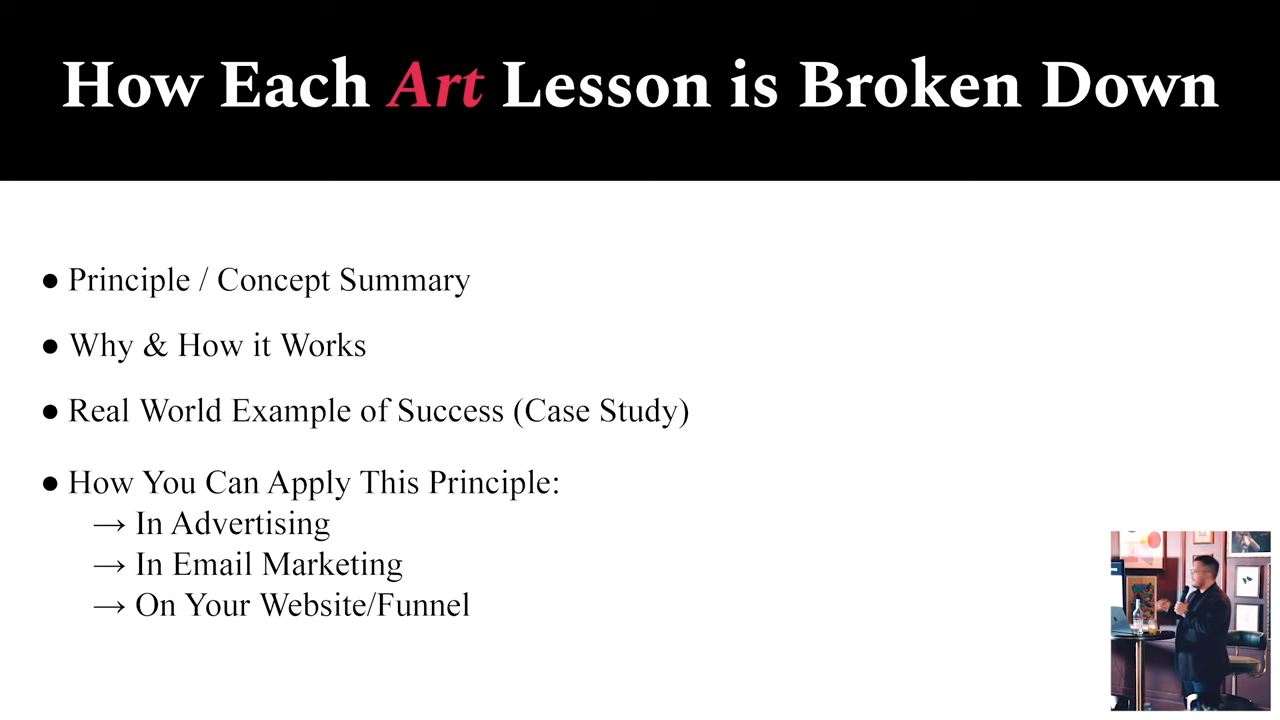 How Each Art Lesson is Broken Down
● Principle / Concept Summary
● Why & How it Works
● Real World Example of Success (Case Study)
● How You Can Apply This Principle:
→ In Advertising
→ In Email Marketing
→ On Your Website/Funnel